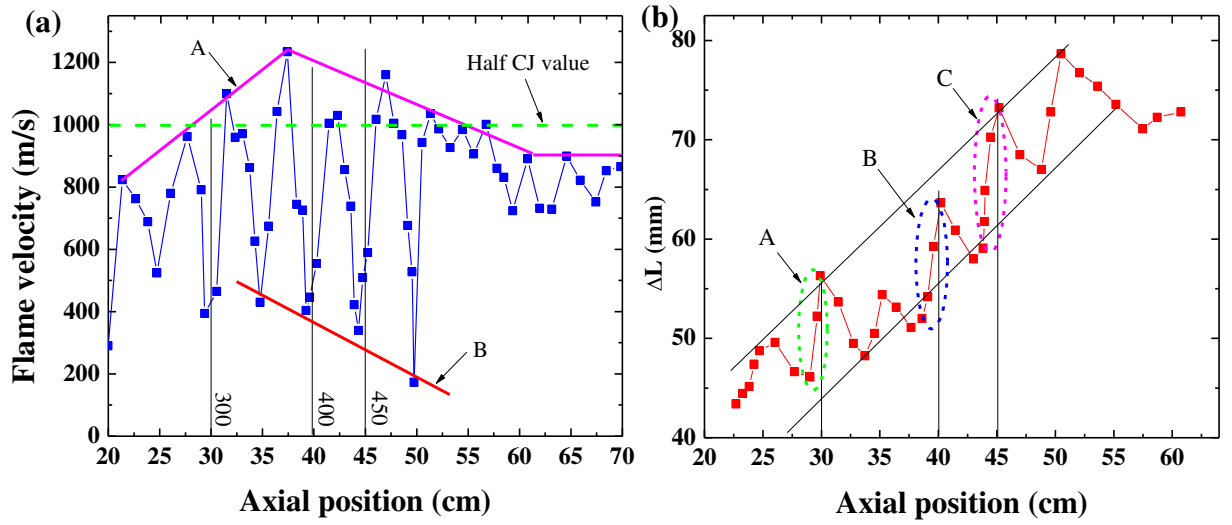 (a)
A
Half CJ value
B
300
400
450
0
200
400
600
800
1000
1200
Flame velocity (m/s)
20 25 30 35 40 45 50 55 60 65 70
Axial position (cm)
(b)
C
B
A
40
50
60
70
80
ΔL (mm)
20 25 30 35 40 45 50 55 60
Axial position (cm)